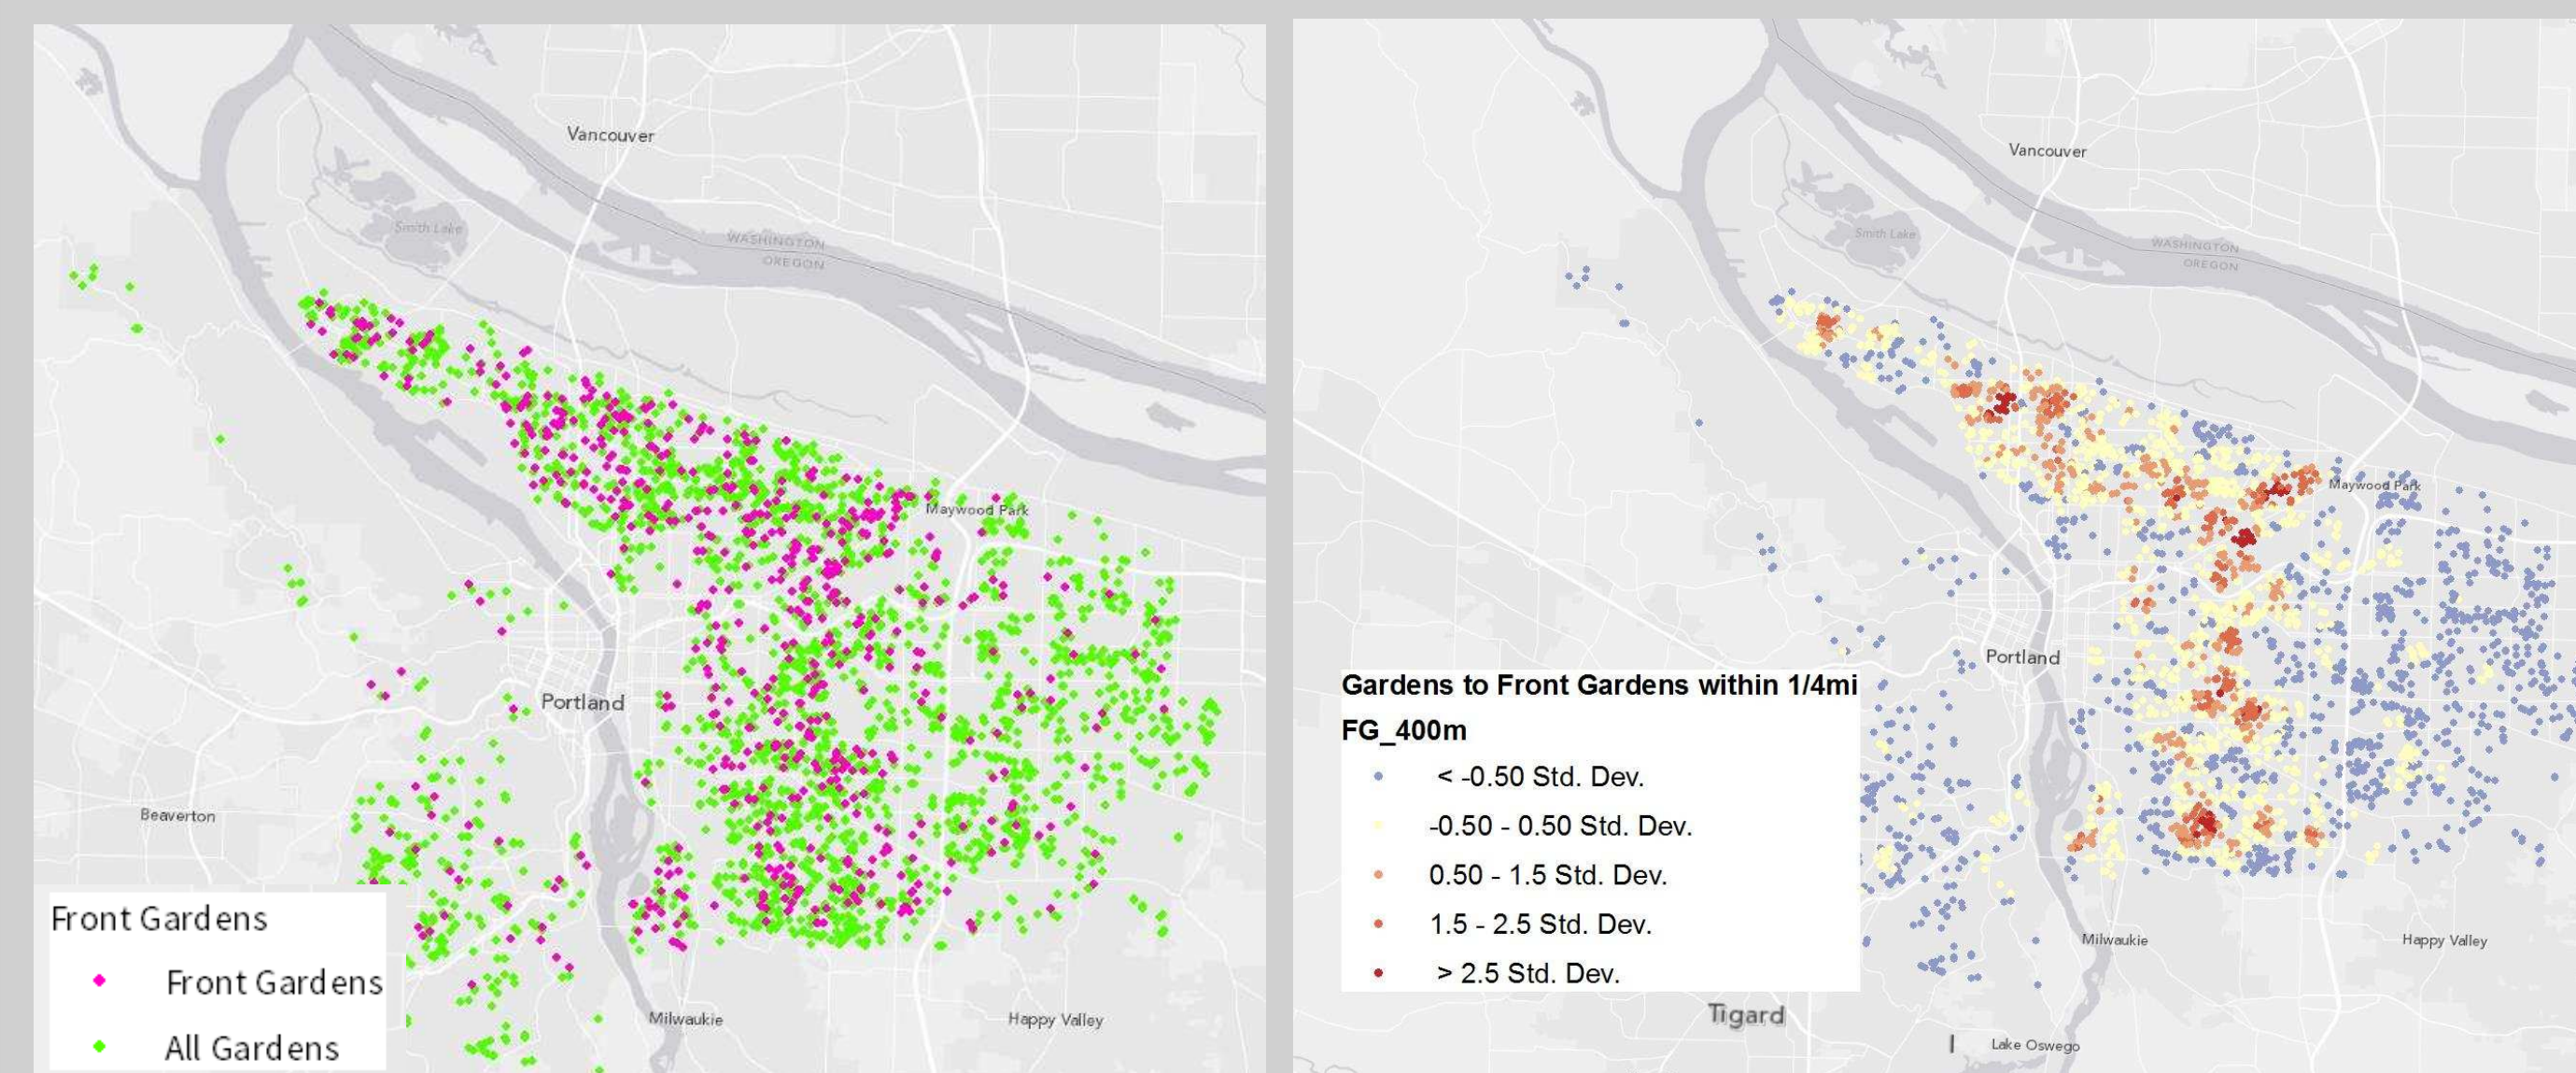 Vancouver
Smith Lake
WASHINGTON
OREGON
Maywood Park
Portland
Beaverton
Milwaukie
Happy Valley
Front Gardens
Front Gardens
All Gardens
Vancouver
Smith Lake
WASHINGTON
OREGON
Maywood Park
Portland
Gardens to Front Gardens within 1/4mi
FG_400m
< -0.50 Std. Dev.
-0.50 - 0.50 Std. Dev.
0.50 - 1.5 Std. Dev.
1.5 - 2.5 Std. Dev.
> 2.5 Std. Dev.
Milwaukie
Happy Valley
Tigard
Lake Oswego